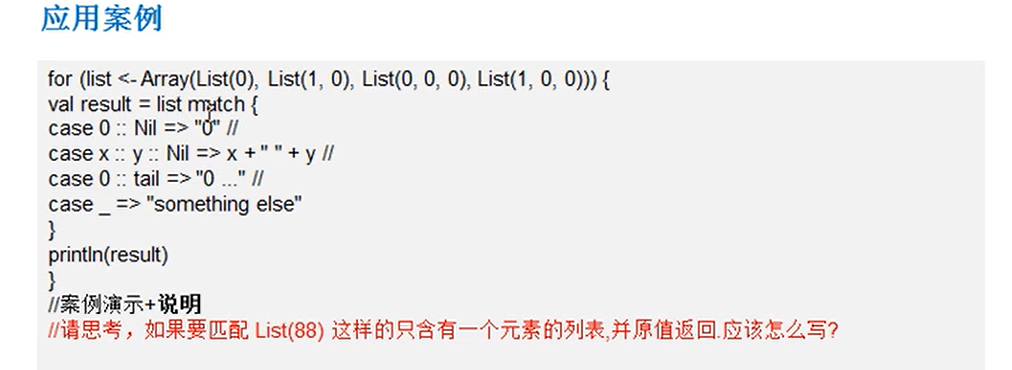 应用案例
for (list <- Array(List(0), List(1, 0), List(0, 0, 0), List(1, 0, 0))) {
val result = list match {
case 0 :: Nil => "0" //
case x :: y :: Nil => x + " " + y //
case 0 :: tail => "0 ..." //
case _ => "something else"
}
println(result)
}
//案例演示+说明
//请思考，如果要匹配 List(88) 这样的只含有一个元素的列表,并原值返回.应该怎么写?